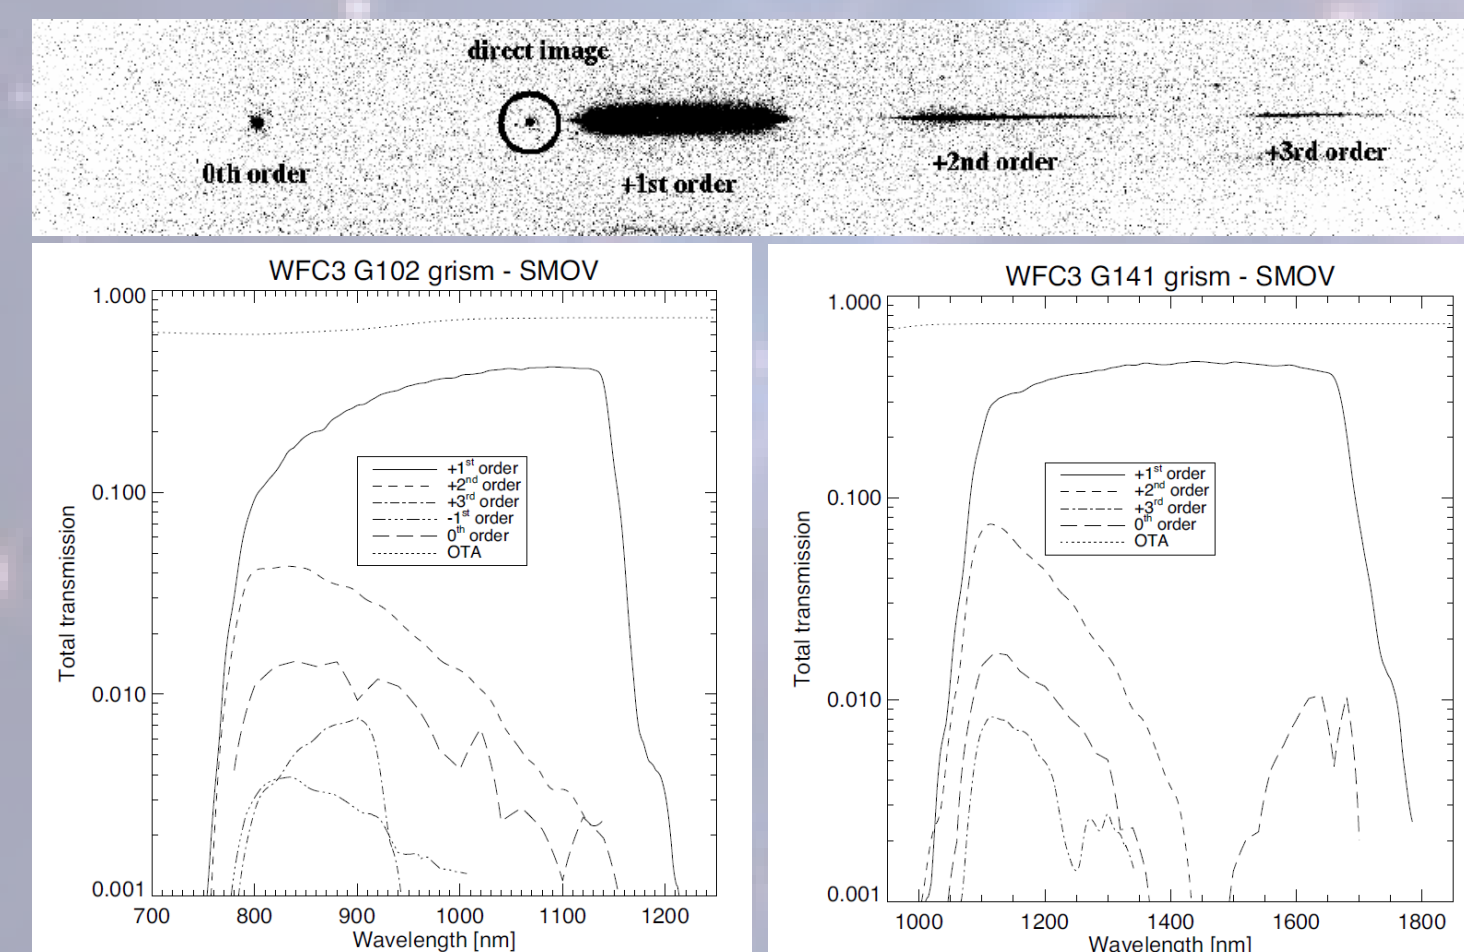 direct image
0th order
+1st order
+2nd order
+3rd order
WFC3 G102 grism - SMOV
1.000
0.100
0.010
0.001
Total transmission
+1st order
+2nd order
+3rd order
-1st order
0th order
OTA
700 800 900 1000 1100 1200
Wavelength [nm]
WFC3 G141 grism - SMOV
1.000
0.100
0.010
0.001
Total transmission
+1st order
+2nd order
+3rd order
0th order
OTA
1000 1200 1400 1600 1800
Wavelength [nm]